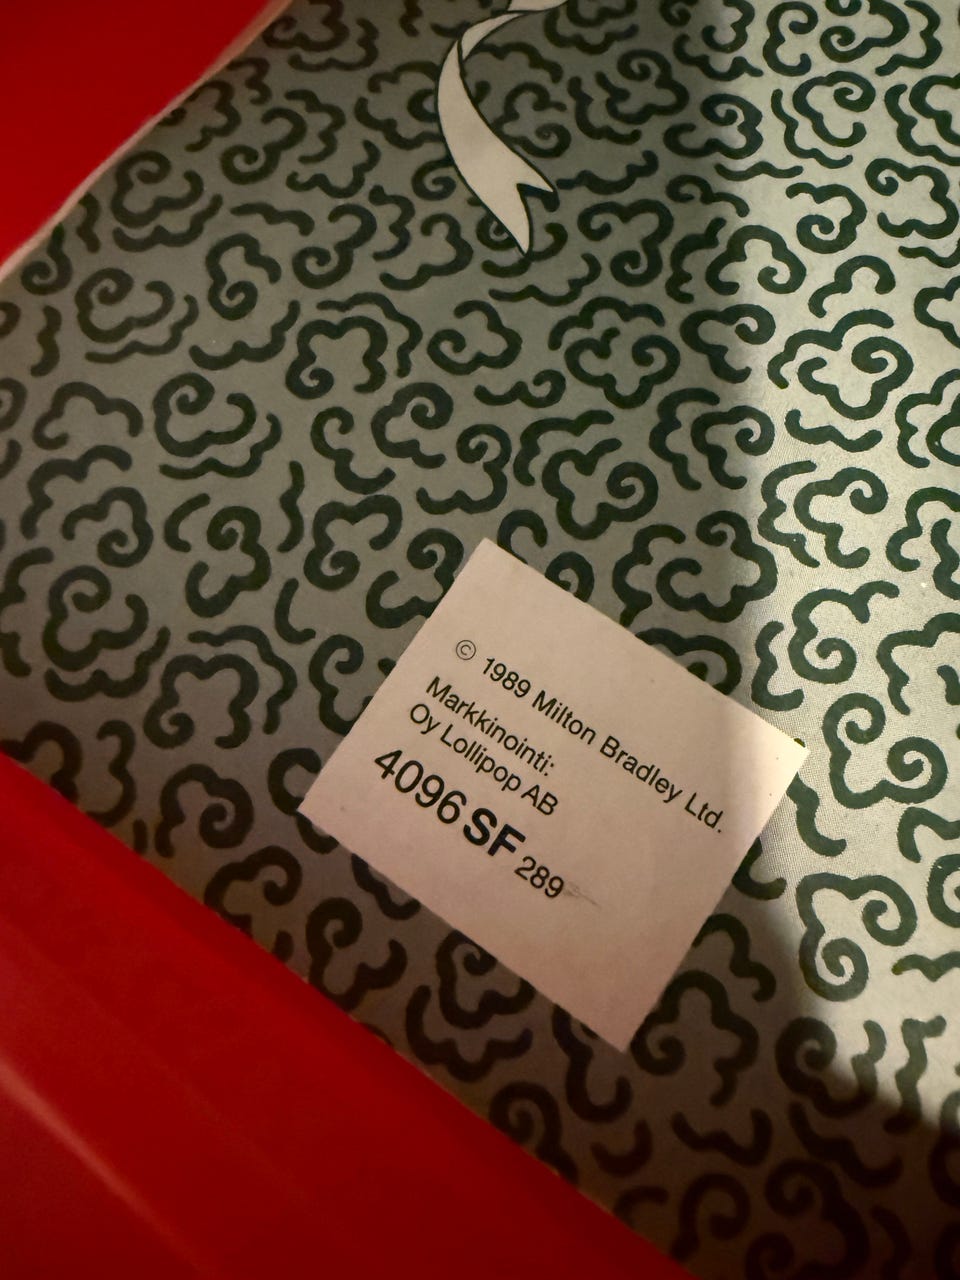 © 1989 Milton Bradley Ltd.
Markkinointi:
Oy Lollipop AB
4096 SF 289